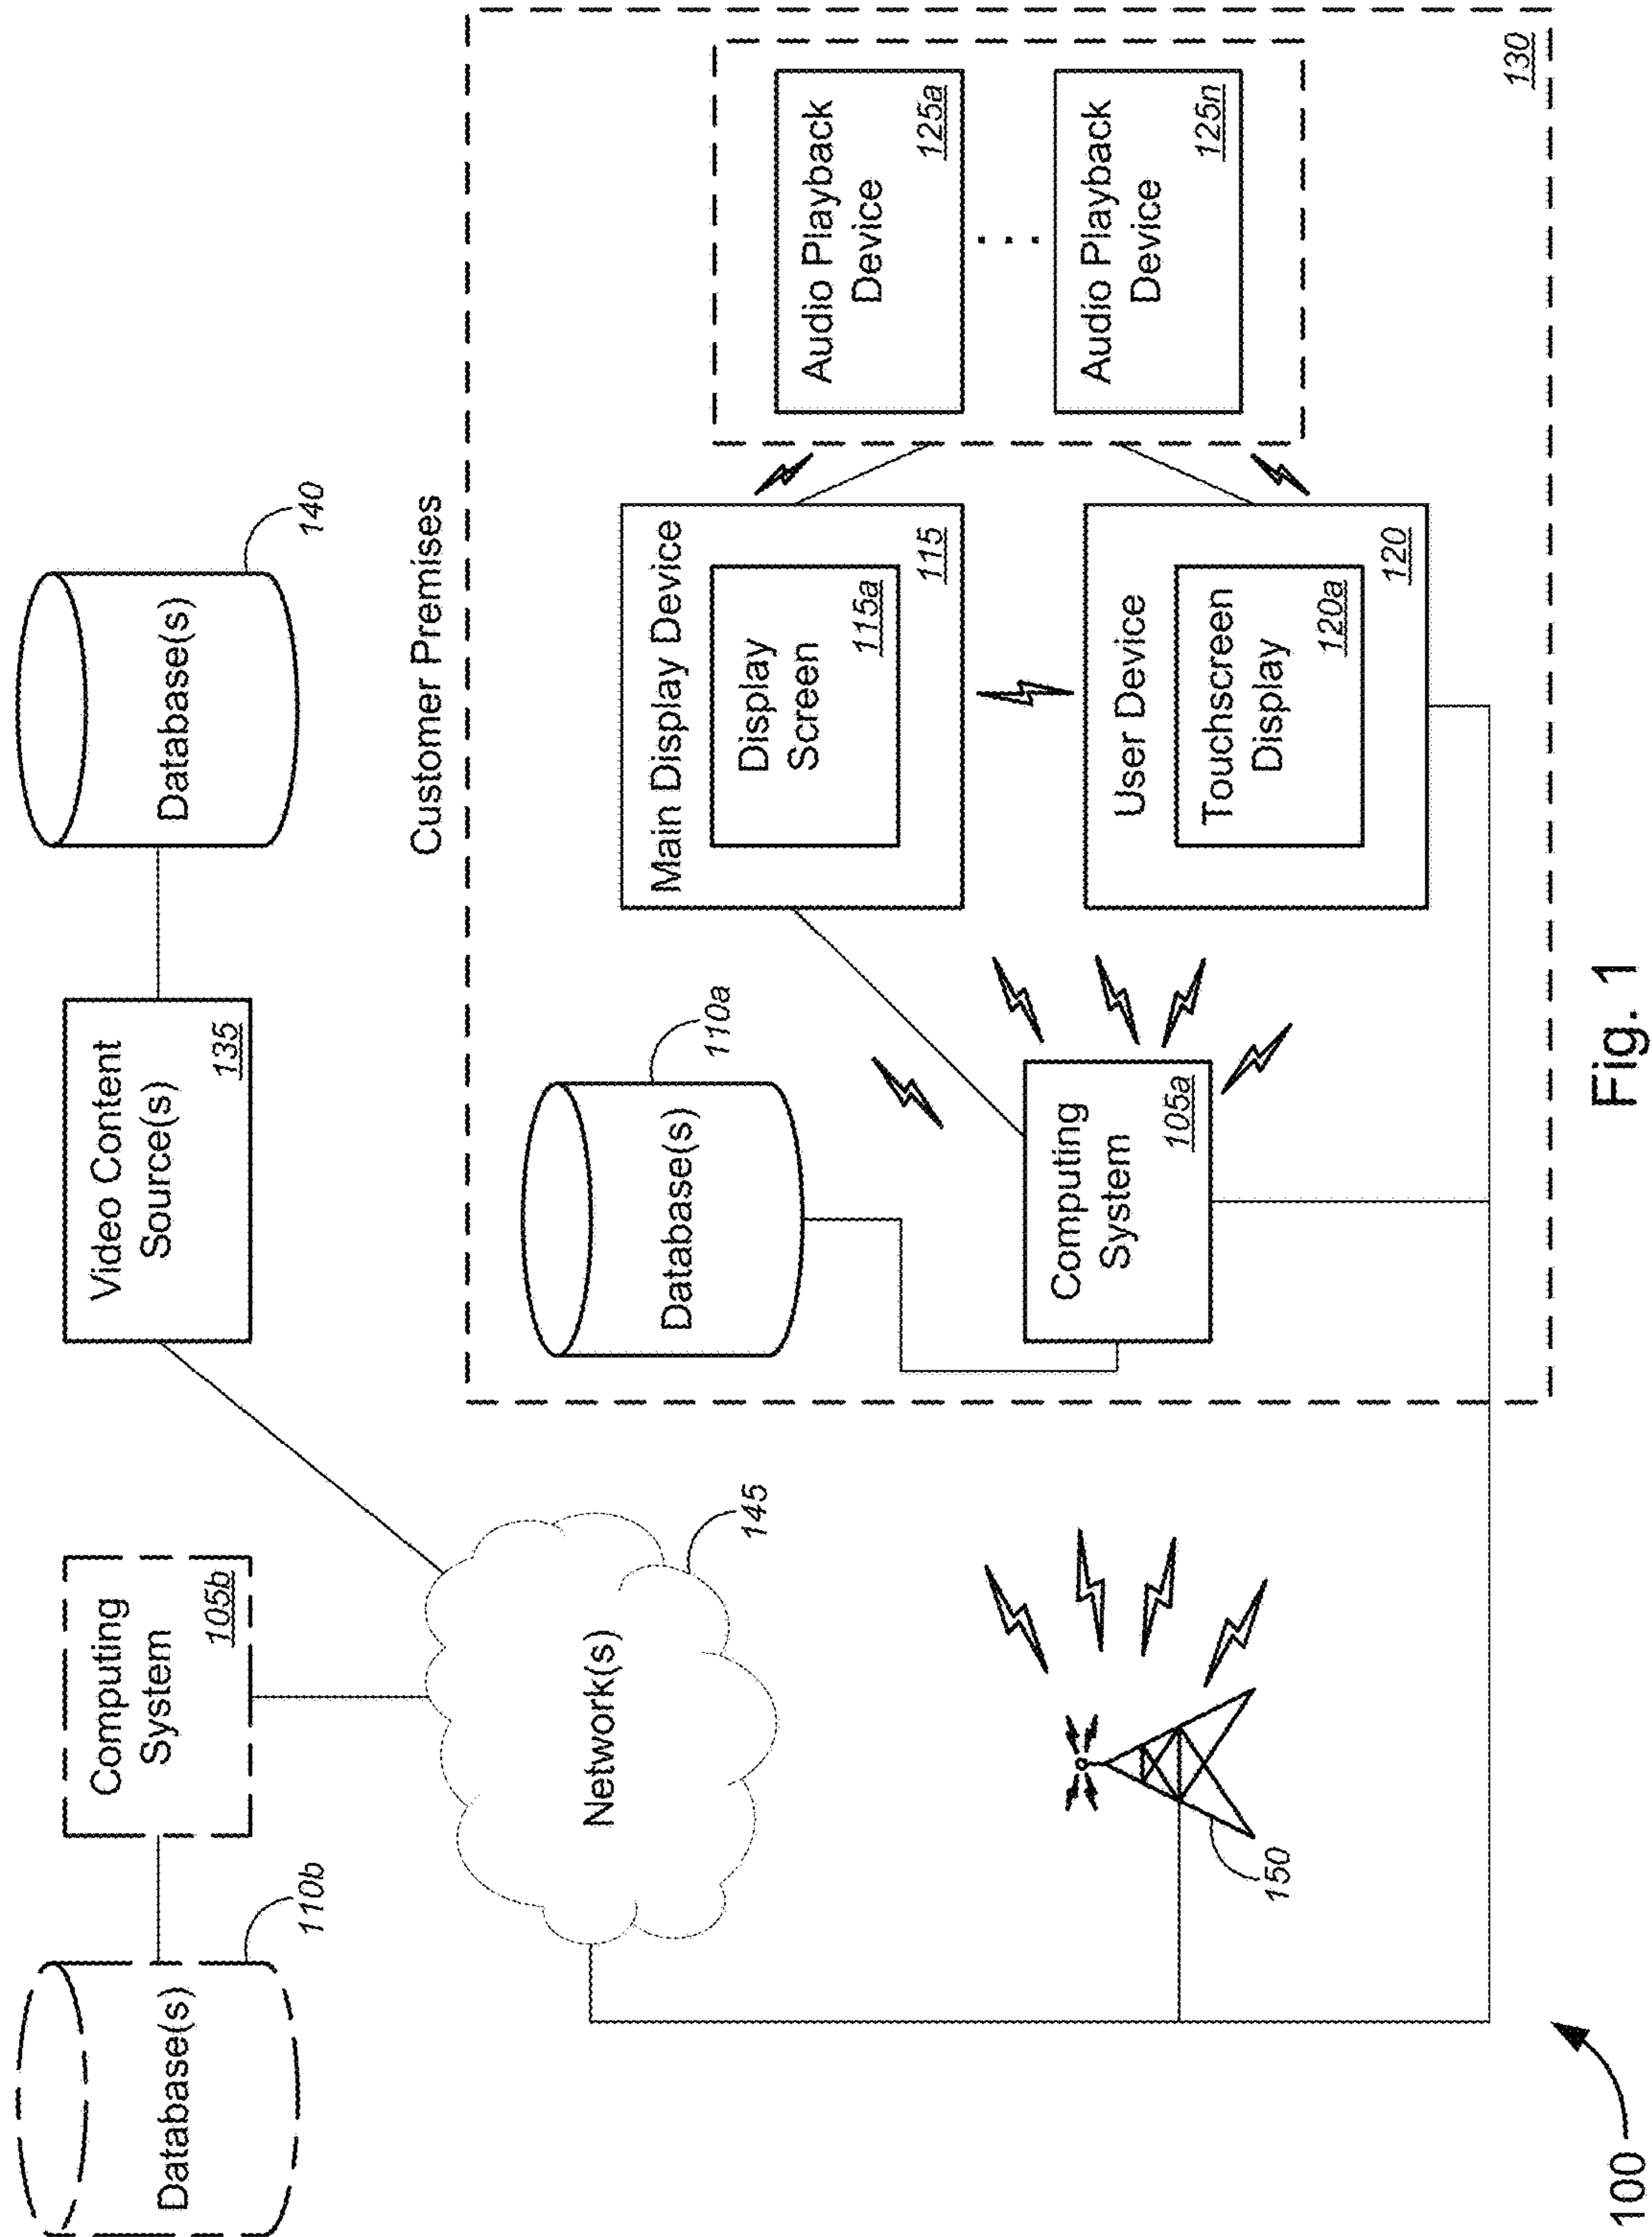 Database(s)
110b
Computing
System
105b
Video Content
Source(s)
135
Database(s)
140
Network(s)
145
150
Customer Premises
Database(s)
110a
Computing
System
105a
Main Display Device
Display
Screen
115a
115
User Device
Touchscreen
Display
120a
120
Audio Playback
Device
125a
Audio Playback
Device
125n
130
100
Fig. 1